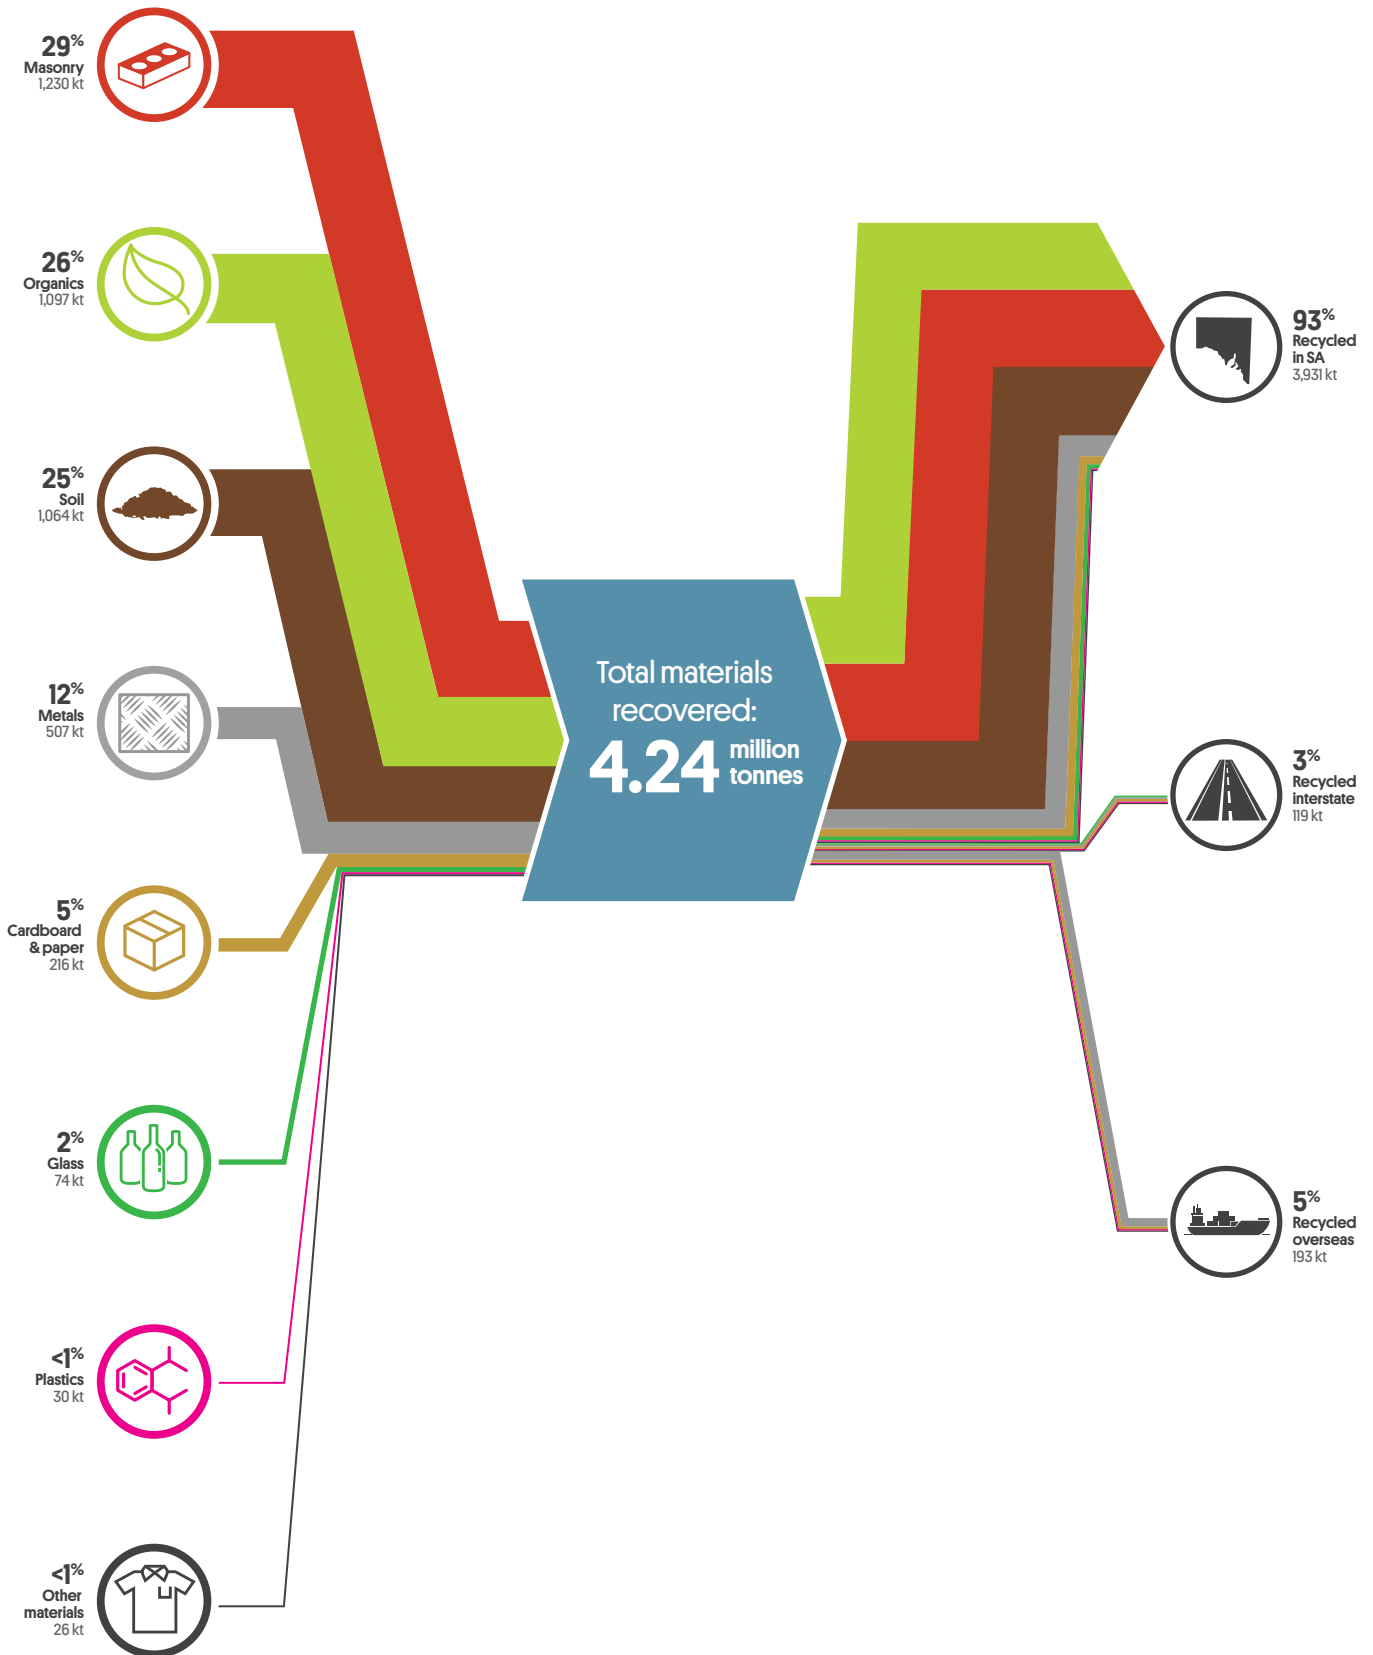 29%
Masonry
1,230 kt
26%
Organics
1,097 kt
25%
Soil
1,064 kt
12%
Metals
507 kt
5%
Cardboard
& paper
216 kt
2%
Glass
74 kt
<1%
Plastics
30 kt
<1%
Other
materials
26 kt
Total materials
recovered:
4.24 million
tonnes
93%
Recycled
in SA
3,931 kt
3%
Recycled
interstate
119 kt
5%
Recycled
overseas
193 kt